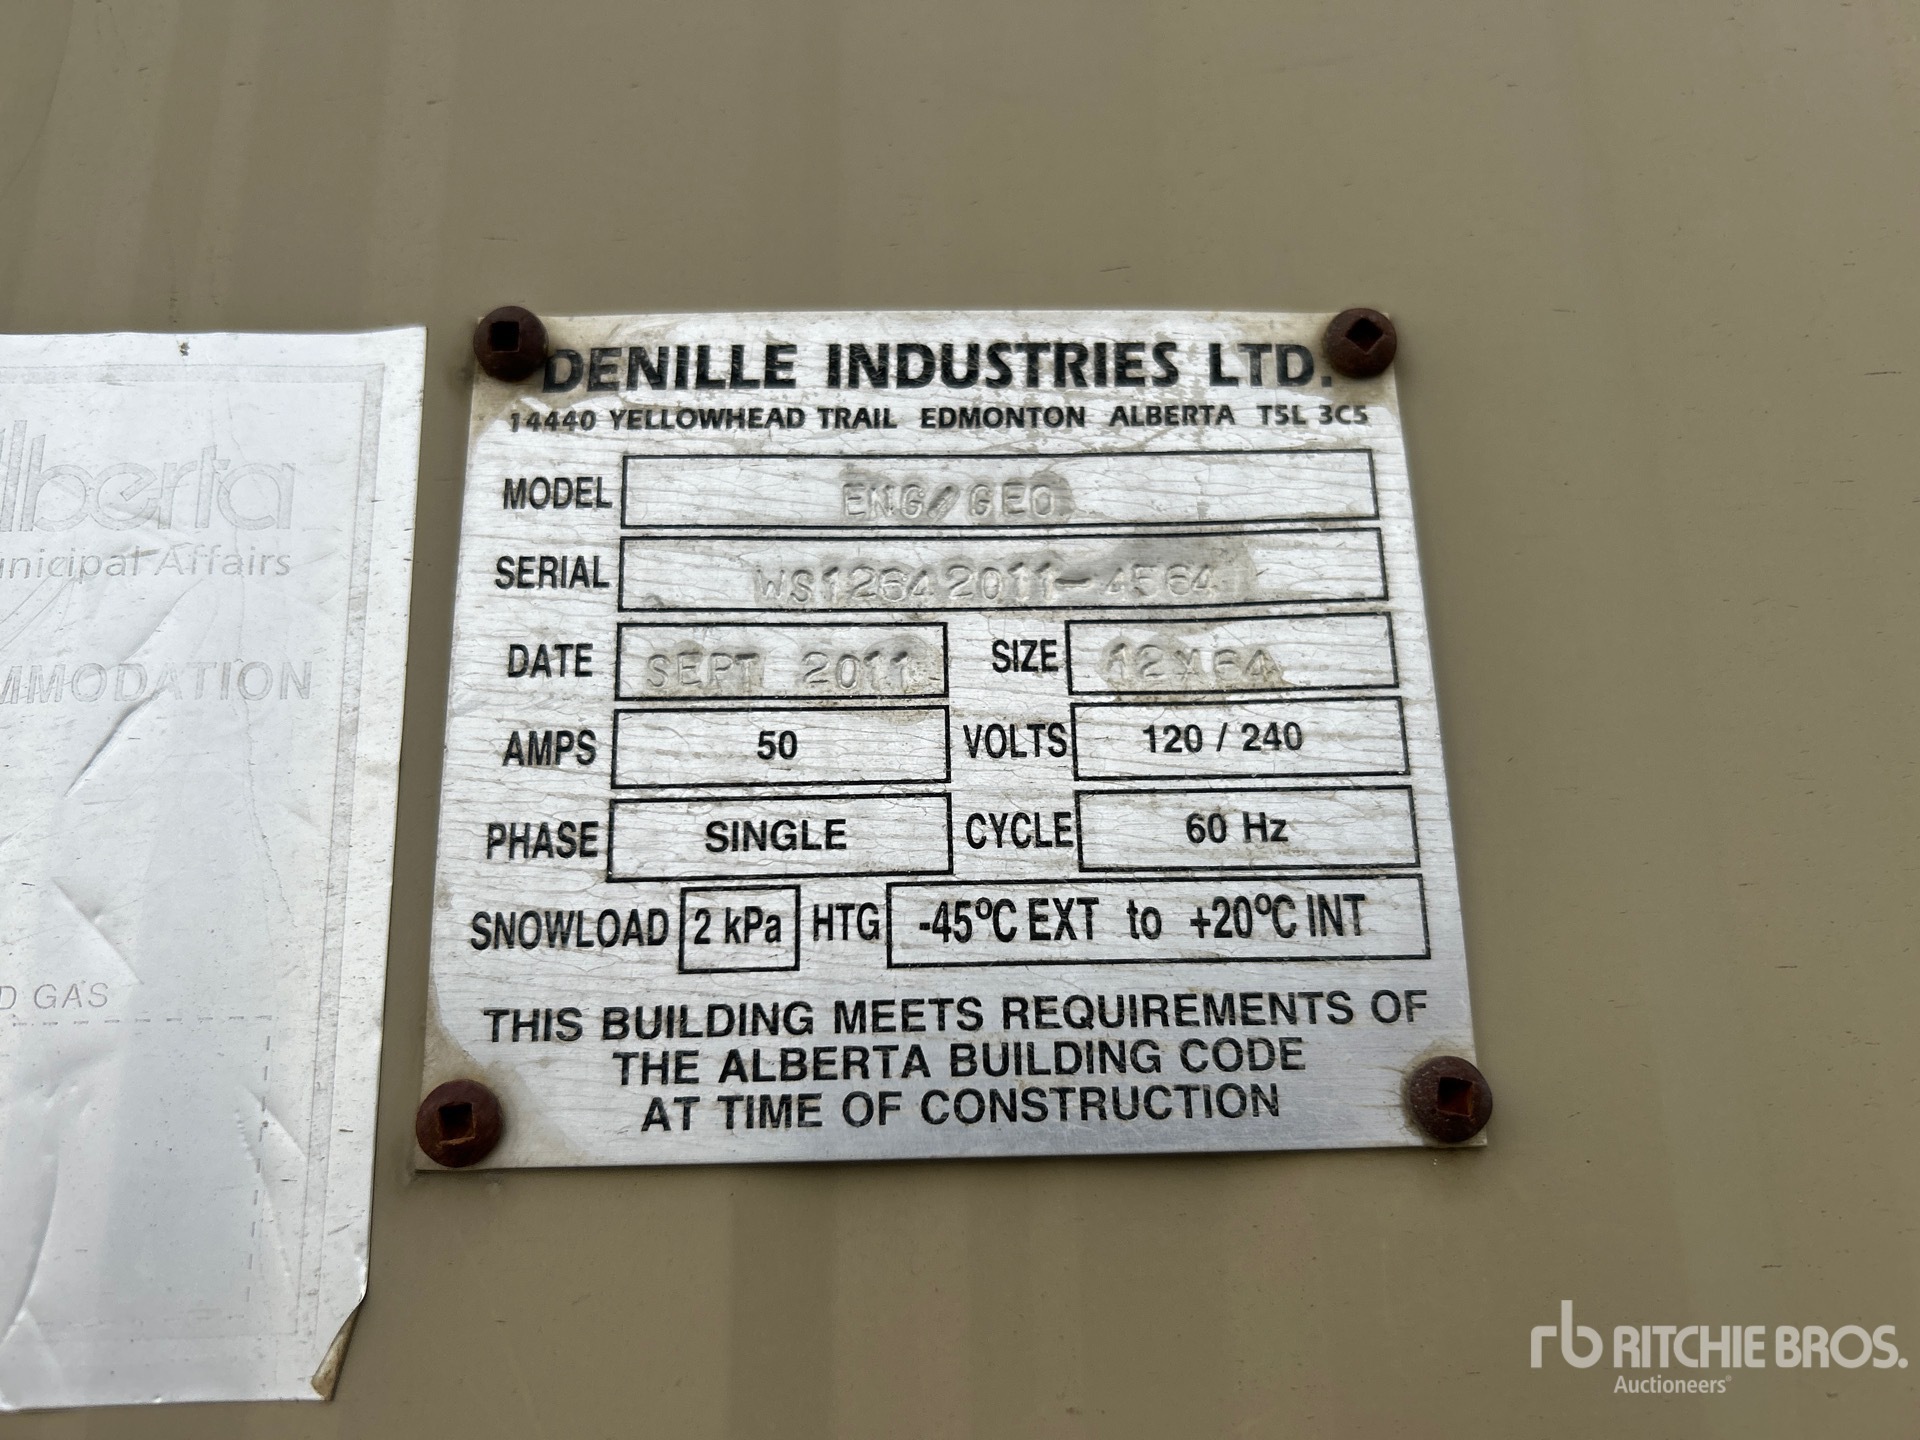 DENILLE INDUSTRIES LTD.
14440 YELLOWHEAD TRAIL EDMONTON ALBERTA T5L 3C5
MODEL ENG/GEO
SERIAL WS12642011-4564
DATE SEPT 2011 SIZE 12X64
AMPS 50 VOLTS 120 / 240
PHASE SINGLE CYCLE 60 Hz
SNOWLOAD 2 kPa HTG -45°C EXT to +20°C INT
THIS BUILDING MEETS REQUIREMENTS OF
THE ALBERTA BUILDING CODE
AT TIME OF CONSTRUCTION
Alberta
unicipal Affairs
MMODATION
D GAS
rb RITCHIE BROS.
Auctioneers